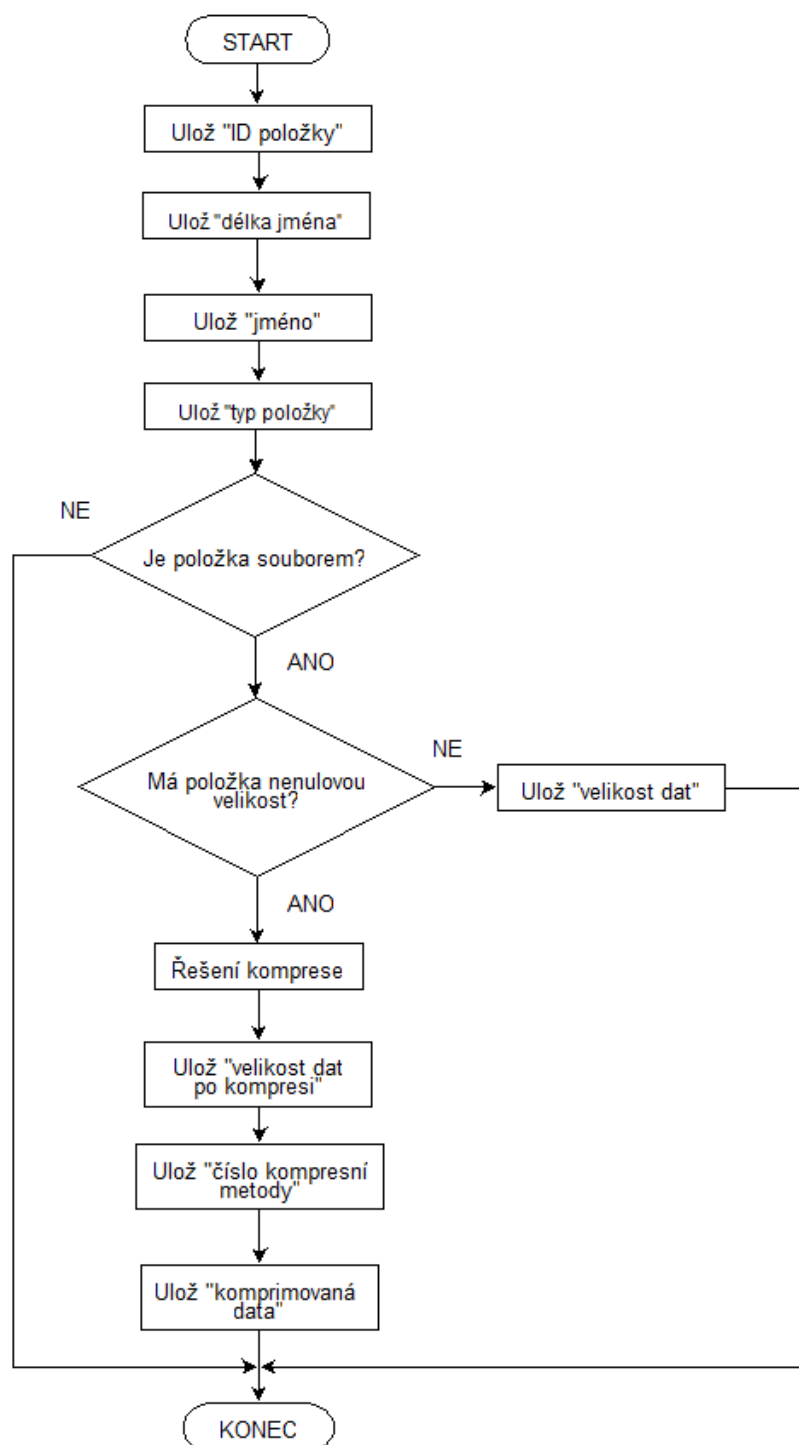 START
Ulož "ID položky"
Ulož "délka jména"
Ulož "jméno"
Ulož "typ položky"
NE
Je položka souborem?
ANO
Má položka nenulovou
velikost?
NE
Ulož "velikost dat"
ANO
Řešení komprese
Ulož "velikost dat
po kompresi"
Ulož "číslo kompresní
metody"
Ulož "komprimovaná
data"
KONEC